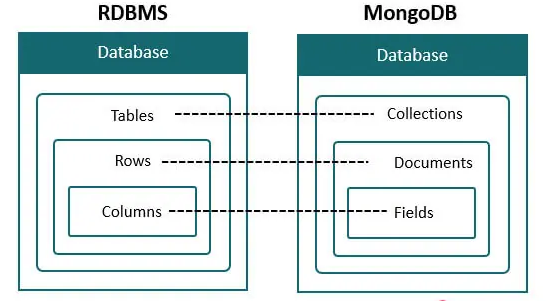 RDBMS
MongoDB
Database
Database
Tables
Collections
Rows
Documents
Columns
Fields